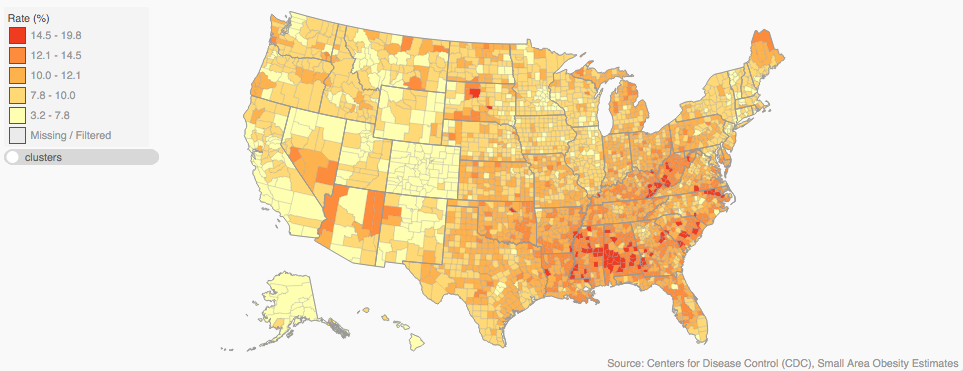 Rate (%)
14.5 - 19.8
12.1 - 14.5
10.0 - 12.1
7.8 - 10.0
3.2 - 7.8
Missing / Filtered
clusters
Source: Centers for Disease Control (CDC), Small Area Obesity Estimates